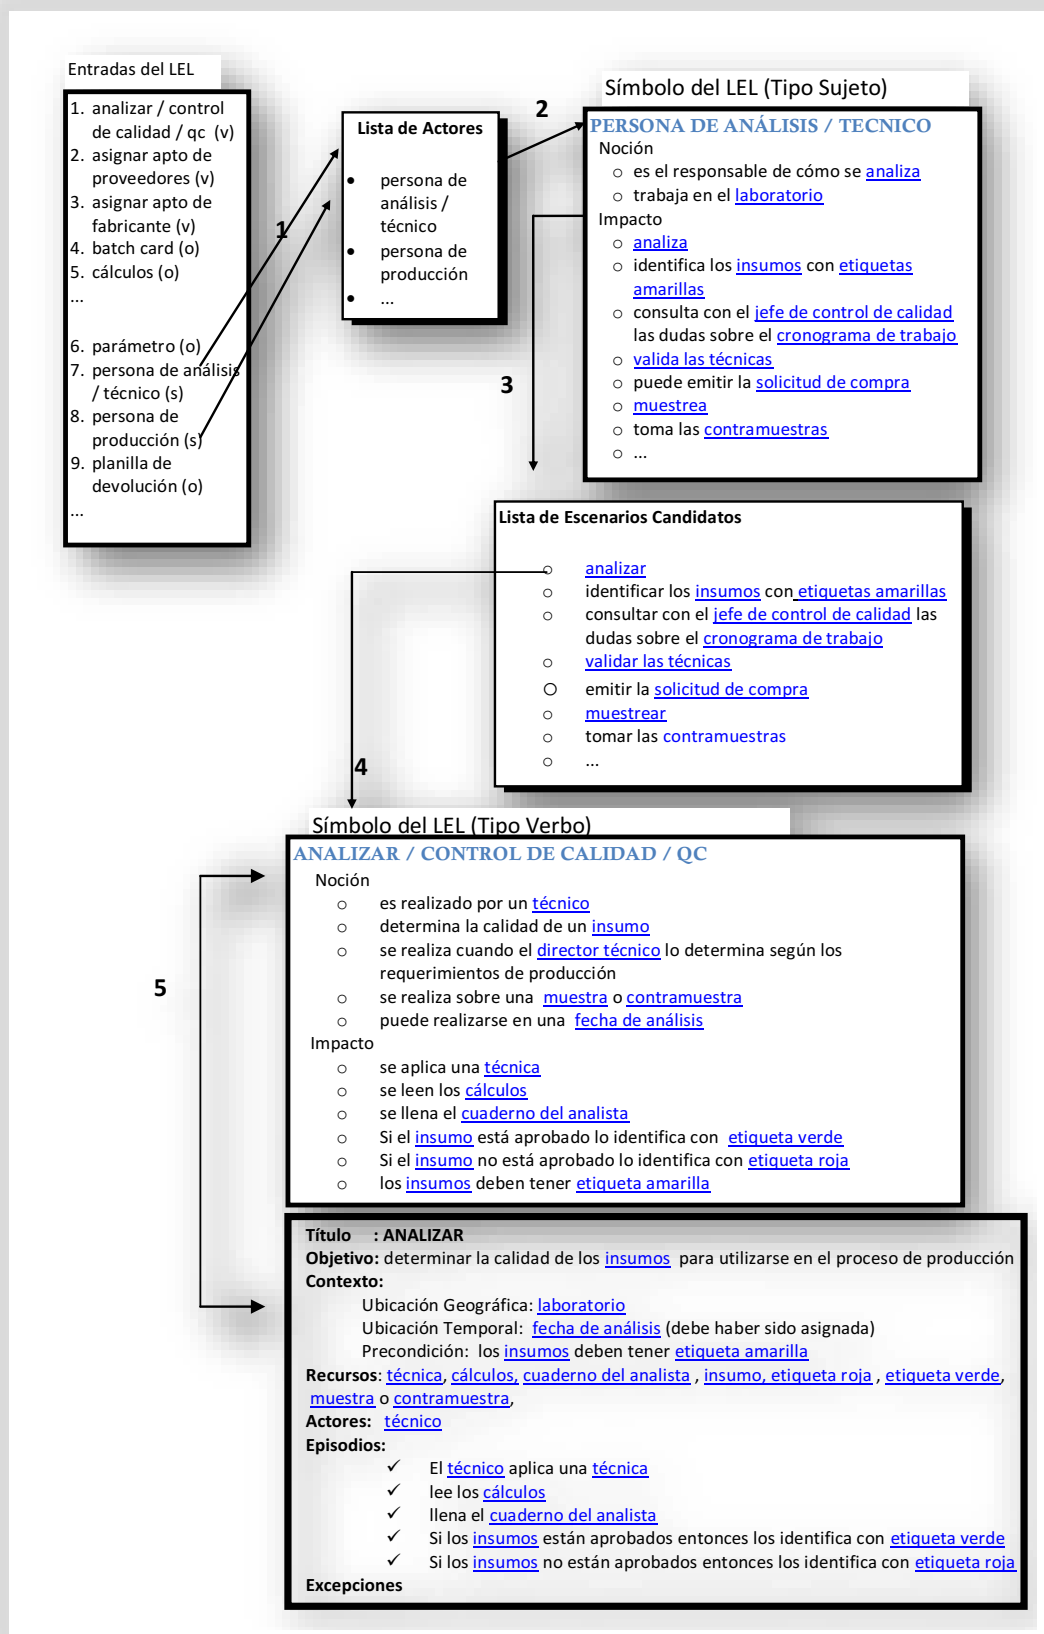 Entradas del LEL
1. analizar / control
de calidad / qc (v)
2. asignar apto de
proveedores (v)
3. asignar apto de
fabricante (v)
4. batch card (o)
5. cálculos (o)
...
6. parámetro (o)
7. persona de análisis
/ técnico (s)
8. persona de
producción (s)
9. planilla de
devolución (o)
...
1
Lista de Actores
• persona de
análisis /
técnico
• persona de
producción
• ...
2
Símbolo del LEL (Tipo Sujeto)
PERSONA DE ANÁLISIS / TECNICO
Noción
○ es el responsable de cómo se analiza
○ trabaja en el laboratorio
Impacto
○ analiza
○ identifica los insumos con etiquetas
amarillas
○ consulta con el jefe de control de calidad
las dudas sobre el cronograma de trabajo
○ valida las técnicas
○ puede emitir la solicitud de compra
○ muestrea
○ toma las contramuestras
○ ...
3
Lista de Escenarios Candidatos
○ analizar
○ identificar los insumos con etiquetas amarillas
○ consultar con el jefe de control de calidad las
dudas sobre el cronograma de trabajo
○ validar las técnicas
○ emitir la solicitud de compra
○ muestrear
○ tomar las contramuestras
○ ...
4
Símbolo del LEL (Tipo Verbo)
ANALIZAR / CONTROL DE CALIDAD / QC
Noción
○ es realizado por un técnico
○ determina la calidad de un insumo
○ se realiza cuando el director técnico lo determina según los
requerimientos de producción
○ se realiza sobre una muestra o contramuestra
○ puede realizarse en una fecha de análisis
Impacto
○ se aplica una técnica
○ se leen los cálculos
○ se llena el cuaderno del analista
○ Si el insumo está aprobado lo identifica con etiqueta verde
○ Si el insumo no está aprobado lo identifica con etiqueta roja
○ los insumos deben tener etiqueta amarilla
5
Título : ANALIZAR
Objetivo: determinar la calidad de los insumos para utilizarse en el proceso de producción
Contexto:
Ubicación Geográfica: laboratorio
Ubicación Temporal: fecha de análisis (debe haber sido asignada)
Precondición: los insumos deben tener etiqueta amarilla
Recursos: técnica, cálculos, cuaderno del analista , insumo, etiqueta roja , etiqueta verde,
muestra o contramuestra,
Actores: técnico
Episodios:
✓ El técnico aplica una técnica
✓ lee los cálculos
✓ llena el cuaderno del analista
✓ Si los insumos están aprobados entonces los identifica con etiqueta verde
✓ Si los insumos no están aprobados entonces los identifica con etiqueta roja
Excepciones